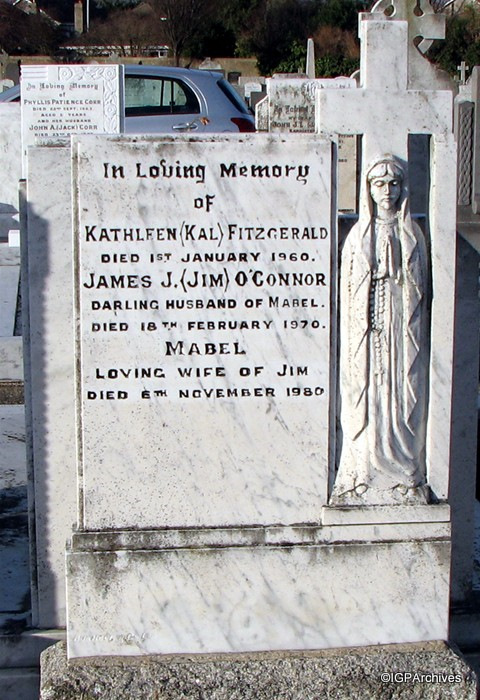 In Loving Memory
of
KATHLEEN (KAL) FITZGERALD
DIED 1ST JANUARY 1960.
JAMES J. (JIM) O'CONNOR
DARLING HUSBAND OF MABEL.
DIED 18TH FEBRUARY 1970.
MABEL
LOVING WIFE OF JIM
DIED 6TH NOVEMBER 1980
In Loving Memory of
PHYLLIS PATIENCE CORR
JOHN A. (JACK) CORR
©IGPArchives